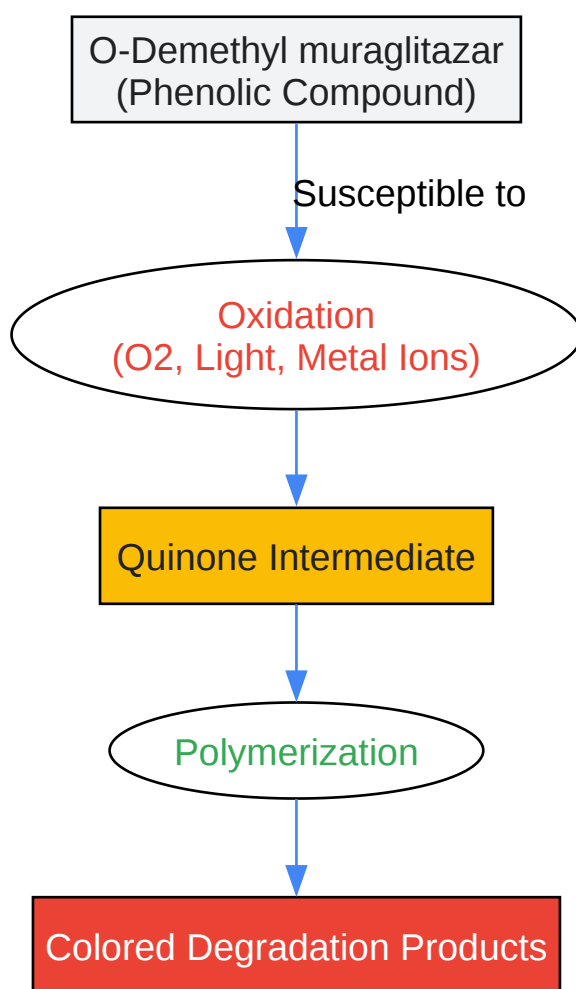 O-Demethyl muraglitazar
(Phenolic Compound)
Susceptible to
Oxidation
(O2, Light, Metal Ions)
Quinone Intermediate
Polymerization
Colored Degradation Products